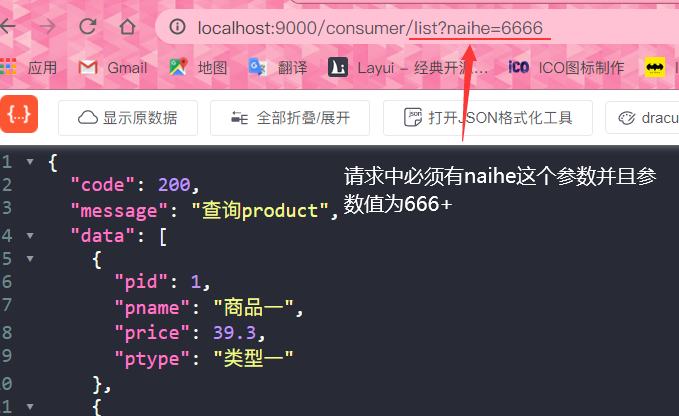 localhost:9000/consumer/list?naihe=6666
应用 Gmail 地图 翻译 Layui - 经典开源… ICO ICO图标制作
{...} 显示原数据 全部折叠/展开 json 打开JSON格式化工具 dracu
1 {
2 "code": 200,
3 "message": "查询product",
4 "data": [
5 {
6 "pid": 1,
7 "pname": "商品一",
8 "price": 39.3,
9 "ptype": "类型一"
0 },
1 {
请求中必须有naihe这个参数并且参
数值为666+